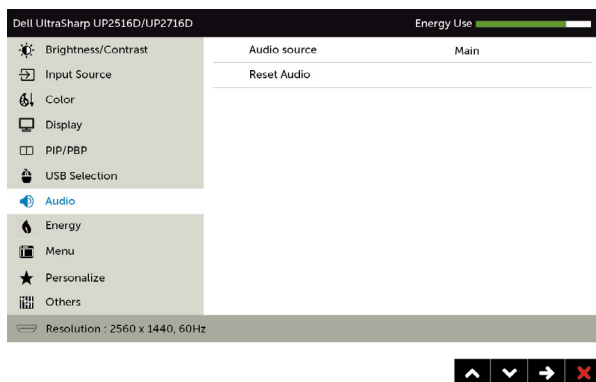 Dell UltraSharp UP2516D/UP2716D Energy Use
Brightness/Contrast Audio source Main
Input Source Reset Audio
Color
Display
PIP/PBP
USB Selection
Audio
Energy
Menu
Personalize
Others
Resolution : 2560 x 1440, 60Hz